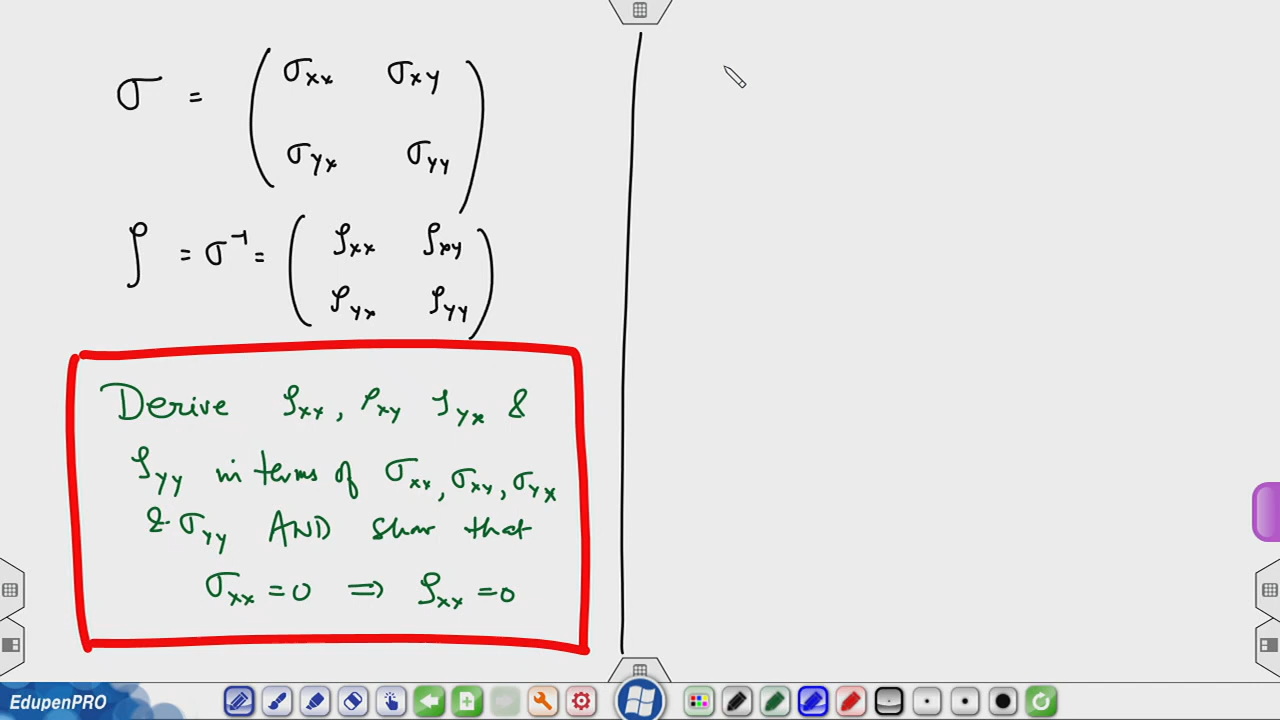 σ = ( σxx σxy
σyx σyy )
ρ = σ⁻¹ = ( ρxx ρxy
ρyx ρyy )
Derive ρxx, ρxy ρyx &
ρyy in terms of σxx, σxy, σyx
& σyy AND show that
σxx = 0 ⇒ ρxx = 0
EdupenPRO